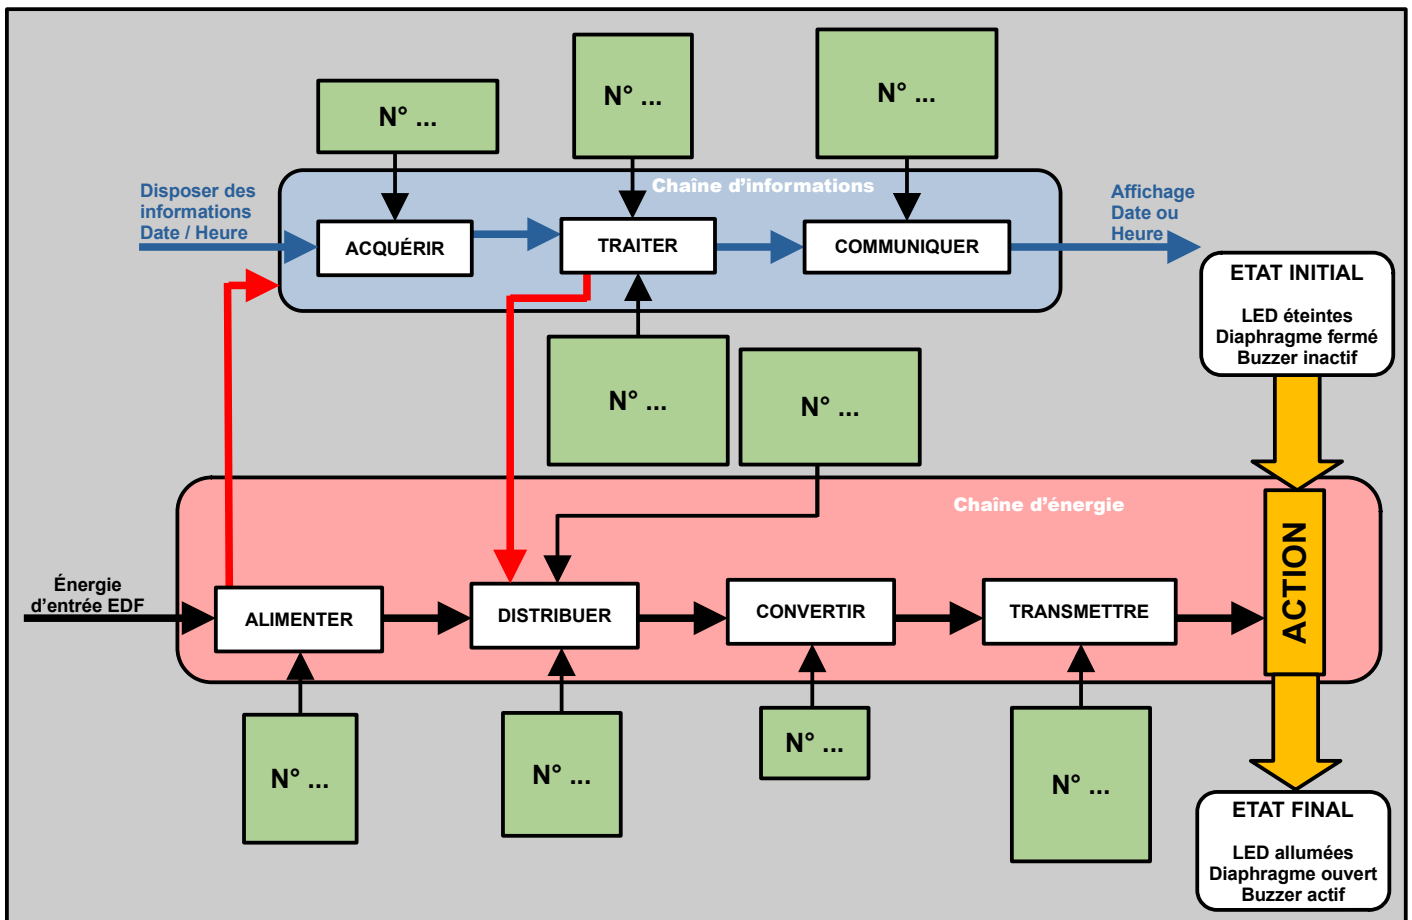 N° ...
N° ...
N° ...
Chaîne d'informations
Disposer des
informations
Date / Heure
ACQUÉRIR
TRAITER
COMMUNIQUER
Affichage
Date ou
Heure
ETAT INITIAL
LED éteintes
Diaphragme fermé
Buzzer inactif
N° ...
N° ...
Chaîne d'énergie
Énergie
d'entrée EDF
ALIMENTER
DISTRIBUER
CONVERTIR
TRANSMETTRE
ACTION
N° ...
N° ...
N° ...
N° ...
ETAT FINAL
LED allumées
Diaphragme ouvert
Buzzer actif